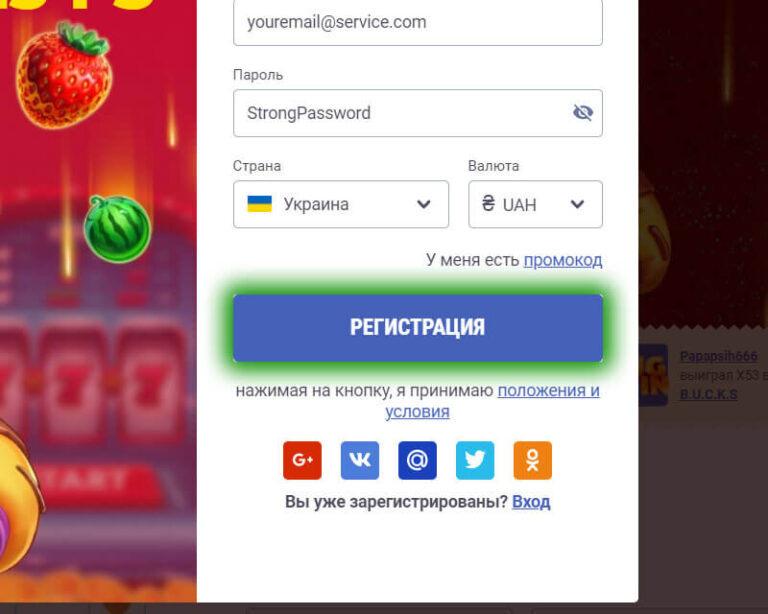 youremail@service.com
Пароль
StrongPassword
Страна
Валюта
Украина
₴ UAH
У меня есть промокод
РЕГИСТРАЦИЯ
нажимая на кнопку, я принимаю положения и
условия
G+
Вы уже зарегистрированы? Вход
START
Papapsih666
выиграл X53 в
B.U.C.K.S